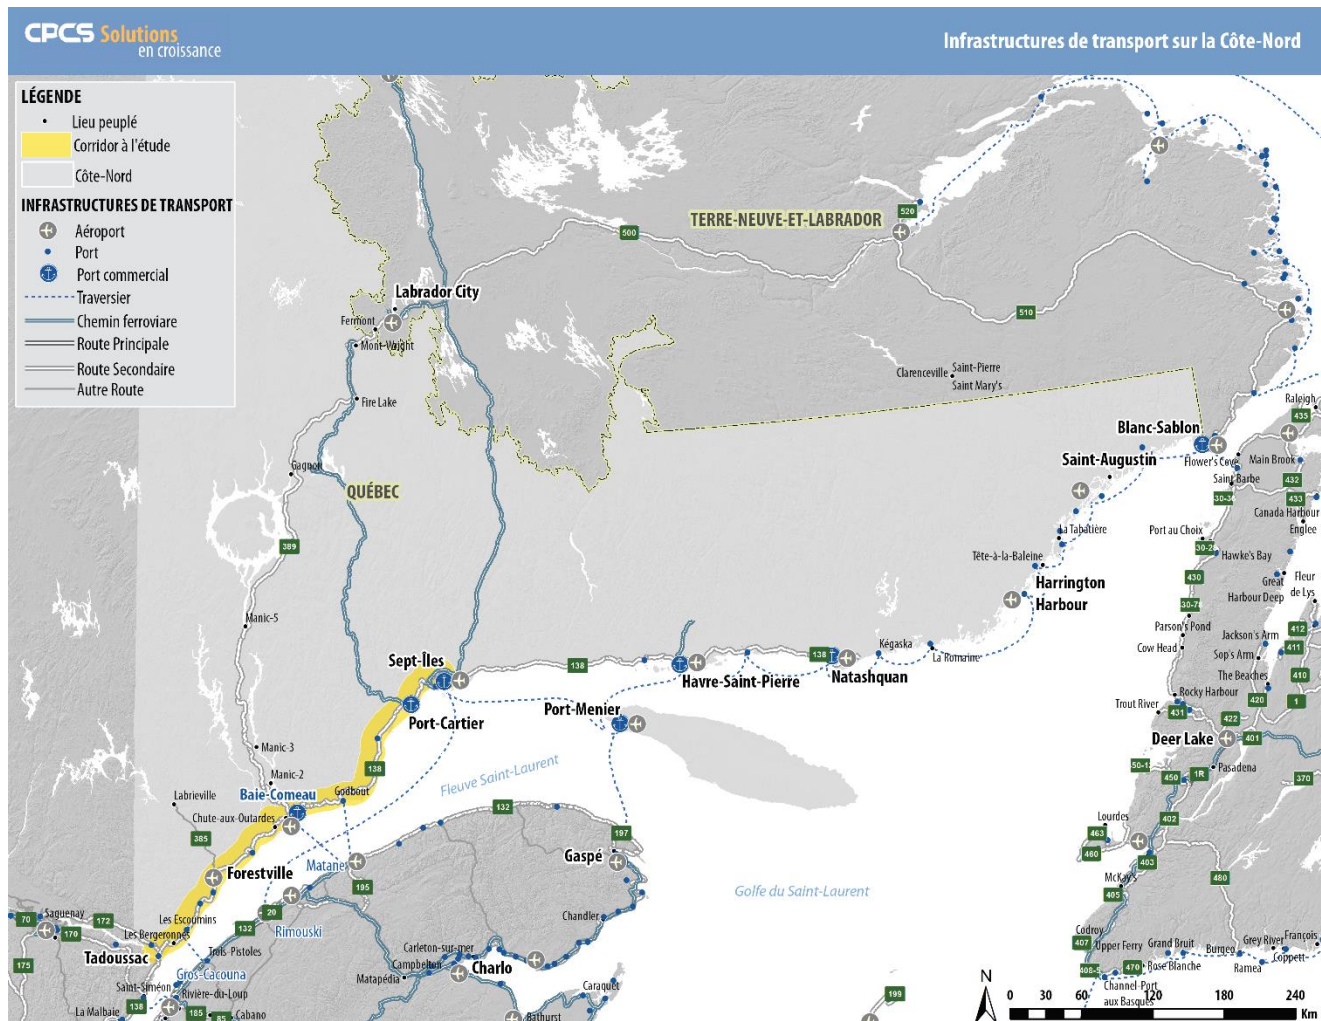 CPCS Solutions
en croissance
Infrastructures de transport sur la Côte-Nord
LÉGENDE
Lieu peuplé
Corridor à l'étude
Côte-Nord
INFRASTRUCTURES DE TRANSPORT
Aéroport
Port
Port commercial
Traversier
Chemin ferroviare
Route Principale
Route Secondaire
Autre Route
TERRE-NEUVE-ET-LABRADOR
520
500
510
Labrador City
Fermont
Mont-Wright
Fire Lake
Clarenceville
Saint-Pierre
Saint Mary's
Gagnon
QUÉBEC
389
Manic-5
Manic-3
Manic-2
Labrieville
385
Raleigh
435
Blanc-Sablon
Flower's Cove
Main Brook
Saint-Augustin
Saint Barbe
432
433
Canada Harbour
Englee
La Tabatière
Port au Choix
Tête-à-la-Baleine
Hawke's Bay
Harrington
Harbour
430
Great
Harbour Deep
Fleur
de Lys
Parson's Pond
412
Jackson's Arm
411
Cow Head
Sop's Arm
The Beaches
410
Kégaska
La Romaine
138
138
Natashquan
Havre-Saint-Pierre
Sept-Îles
Port-Cartier
Port-Menier
Rocky Harbour
Trout River
431
422
420
1
Deer Lake
401
Pasadena
450
1R
370
402
Lourdes
463
460
403
McKay's
405
480
Codroy
407
Upper Ferry
Grand Bruit
Burgeo
Grey River
François
470
Rose Blanche
Ramea
Coppett
Channel-Port
aux Basques
138
Godbout
Baie-Comeau
Chute-aux-Outardes
Fleuve Saint-Laurent
132
197
Gaspé
Golfe du Saint-Laurent
Matane
195
Forestville
20
Rimouski
132
Les Escoumins
Les Bergeronnes
Trois-Pistoles
Saguenay
70
172
170
175
Tadoussac
Gros-Cacouna
Saint-Siméon
Rivière-du-Loup
La Malbaie
138
185
85
Cabano
Chandler
Carleton-sur-mer
Campbelton
Charlo
Matapédia
Caraquet
Bathurst
199
N
0 30 60 120 180 240
Km